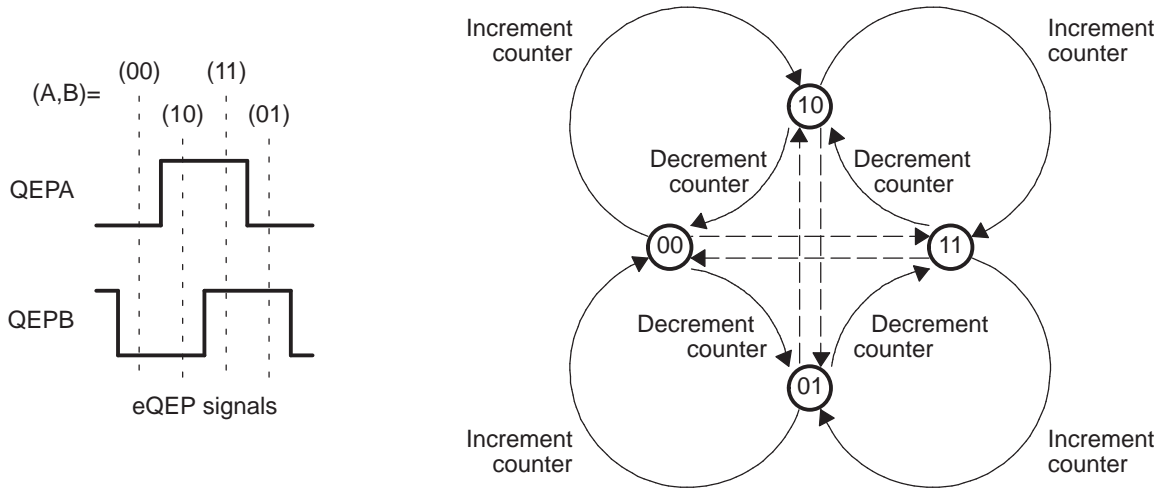 (A,B)=
(00)
(10)
(11)
(01)
QEPA
QEPB
eQEP signals
Increment
counter
Increment
counter
10
Decrement
counter
Decrement
counter
00
11
Decrement
counter
Decrement
counter
01
Increment
counter
Increment
counter